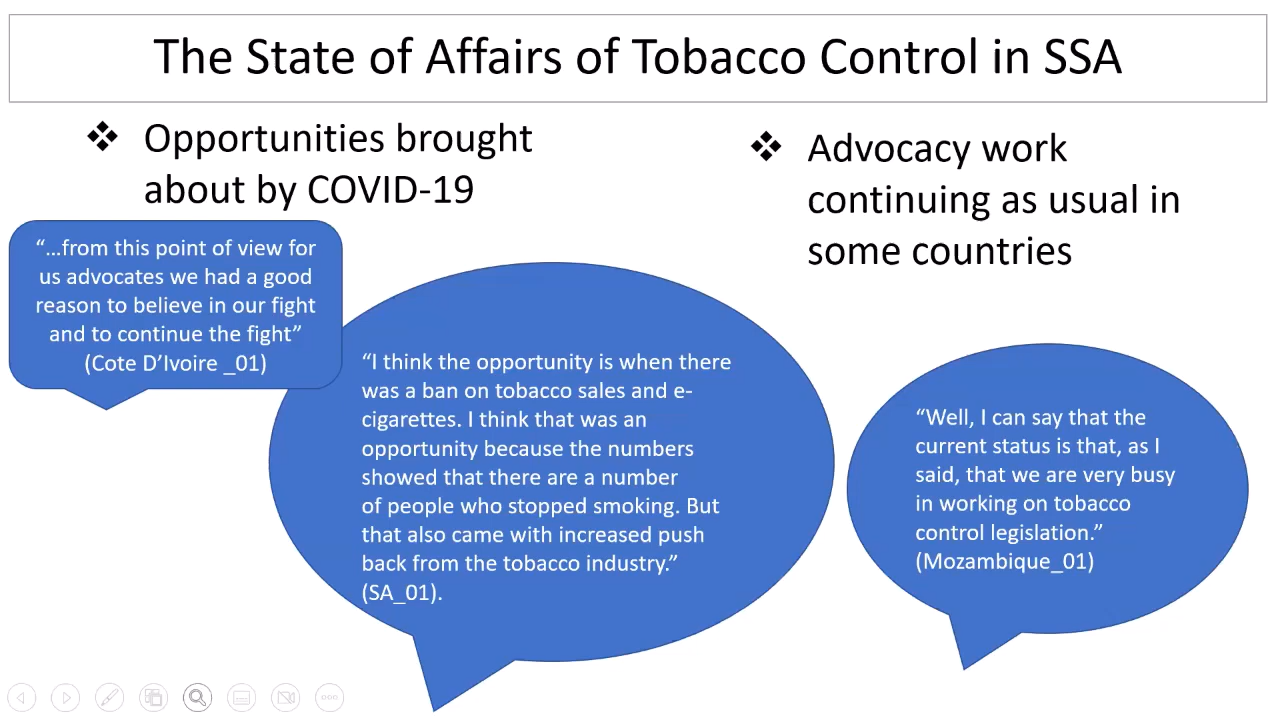 The State of Affairs of Tobacco Control in SSA
❖ Opportunities brought
about by COVID-19
“…from this point of view for
us advocates we had a good
reason to believe in our fight
and to continue the fight”
(Cote D’Ivoire _01)
“I think the opportunity is when there
was a ban on tobacco sales and e-
cigarettes. I think that was an
opportunity because the numbers
showed that there are a number
of people who stopped smoking. But
that also came with increased push
back from the tobacco industry.”
(SA_01).
❖ Advocacy work
continuing as usual in
some countries
“Well, I can say that the
current status is that, as I
said, that we are very busy
in working on tobacco
control legislation.”
(Mozambique_01)